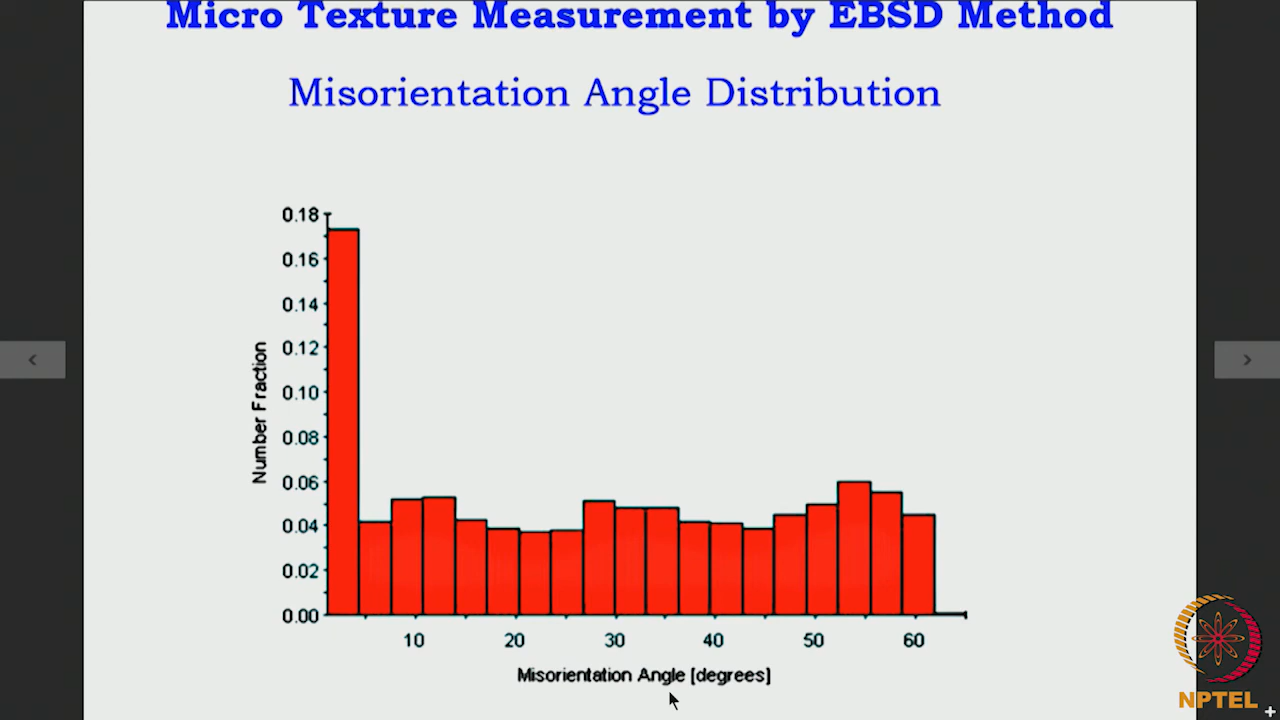 Micro Texture Measurement by EBSD Method
Misorientation Angle Distribution
0.18
0.16
0.14
0.12
0.10
0.08
0.06
0.04
0.02
0.00
Number Fraction
10 20 30 40 50 60
Misorientation Angle [degrees]
NPTEL